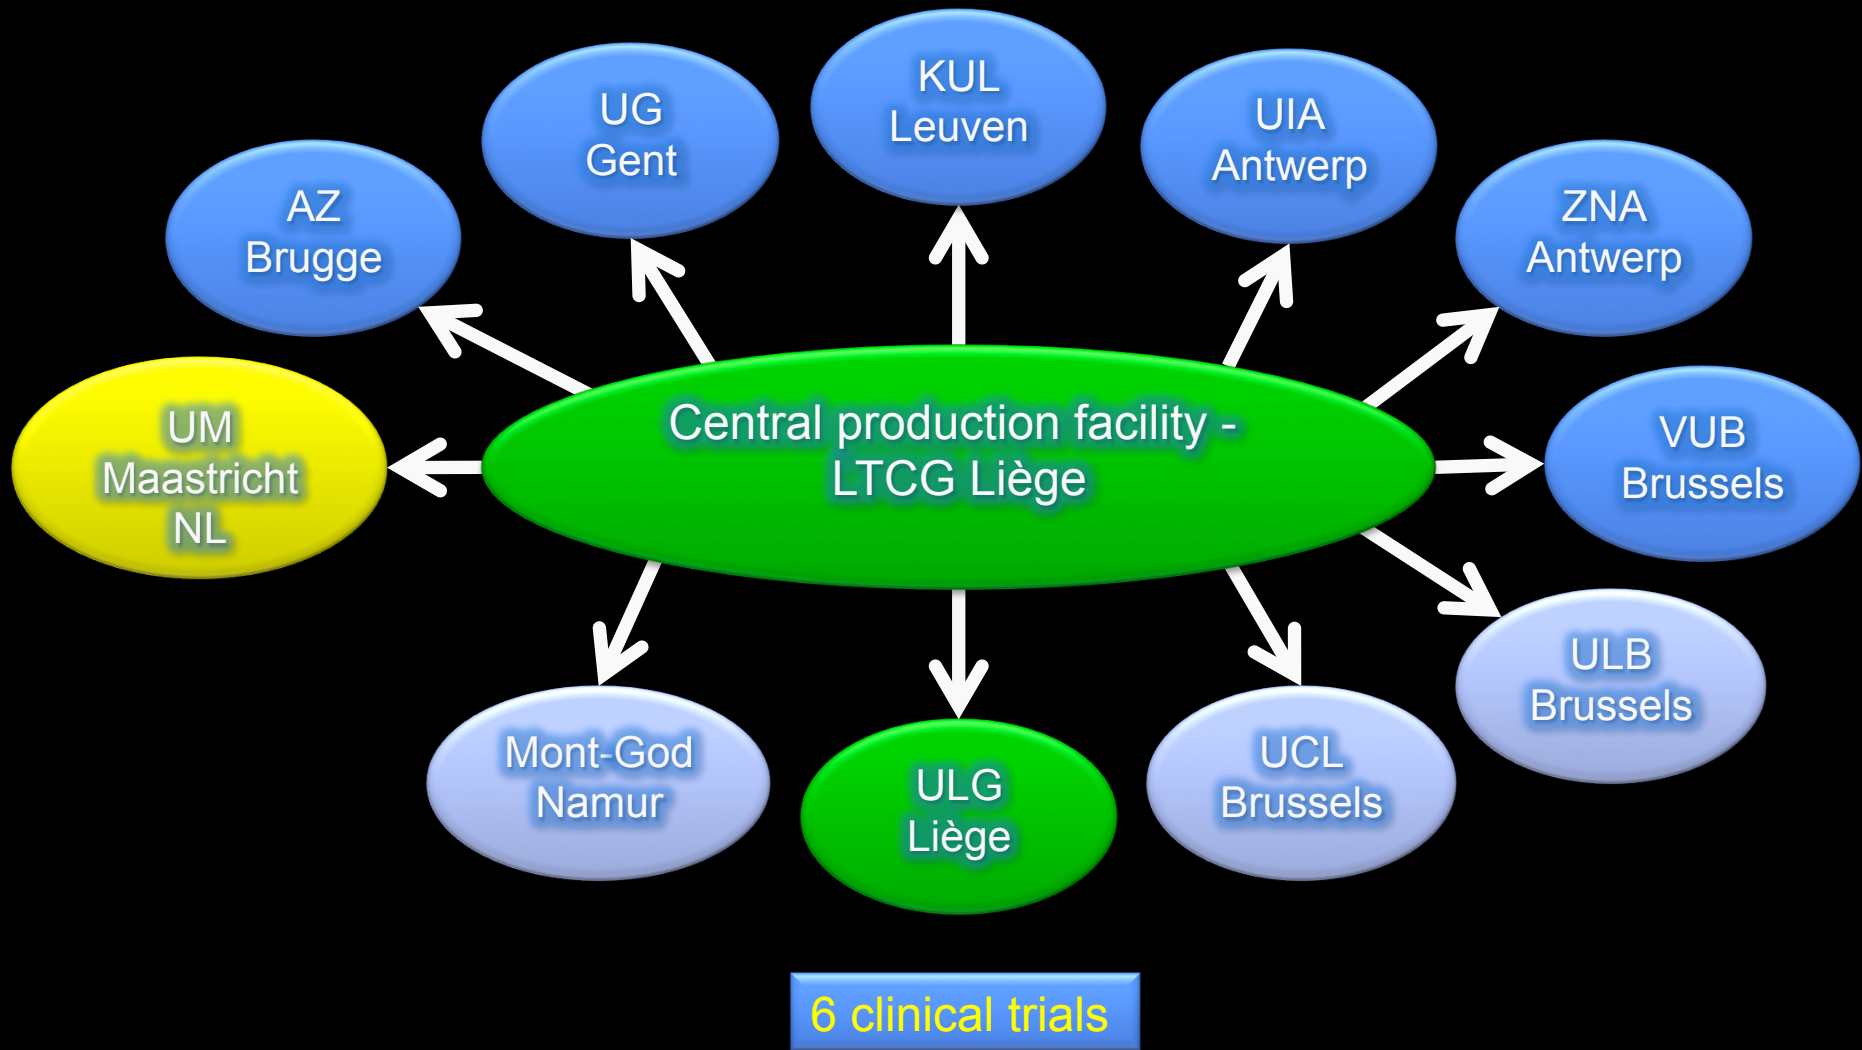 KUL
Leuven
UG
Gent
UIA
Antwerp
AZ
Brugge
ZNA
Antwerp
UM
Maastricht
NL
Central production facility -
LTCG Liège
VUB
Brussels
ULB
Brussels
Mont-God
Namur
ULG
Liège
UCL
Brussels
6 clinical trials